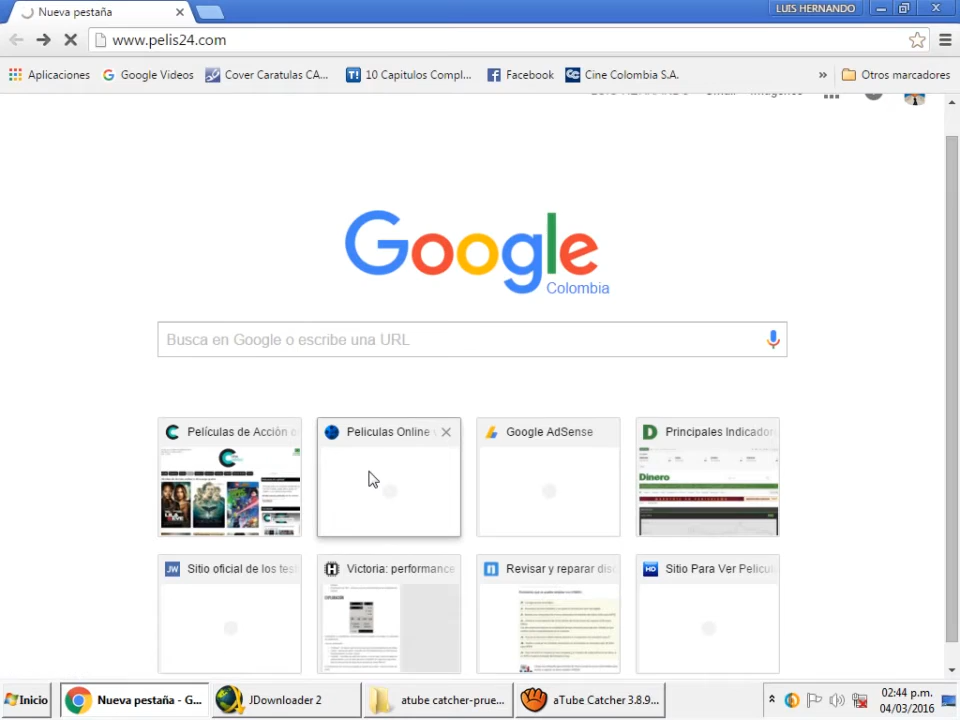 Nueva pestaña
LUIS HERNANDO
www.pelis24.com
Aplicaciones
Google Videos
Cover Caratulas CA...
10 Capitulos Compl...
Facebook
Cine Colombia S.A.
»
Otros marcadores
Google
Colombia
Busca en Google o escribe una URL
Películas de Acción
Peliculas Online
Google AdSense
Principales Indicador
Dinero
Sitio oficial de los tes
Victoria: performance
Revisar y reparar dis
Sitio Para Ver Pelicu
Inicio
Nueva pestaña - G...
JDownloader 2
atube catcher-prue...
aTube Catcher 3.8.9...
02:44 p.m.
04/03/2016